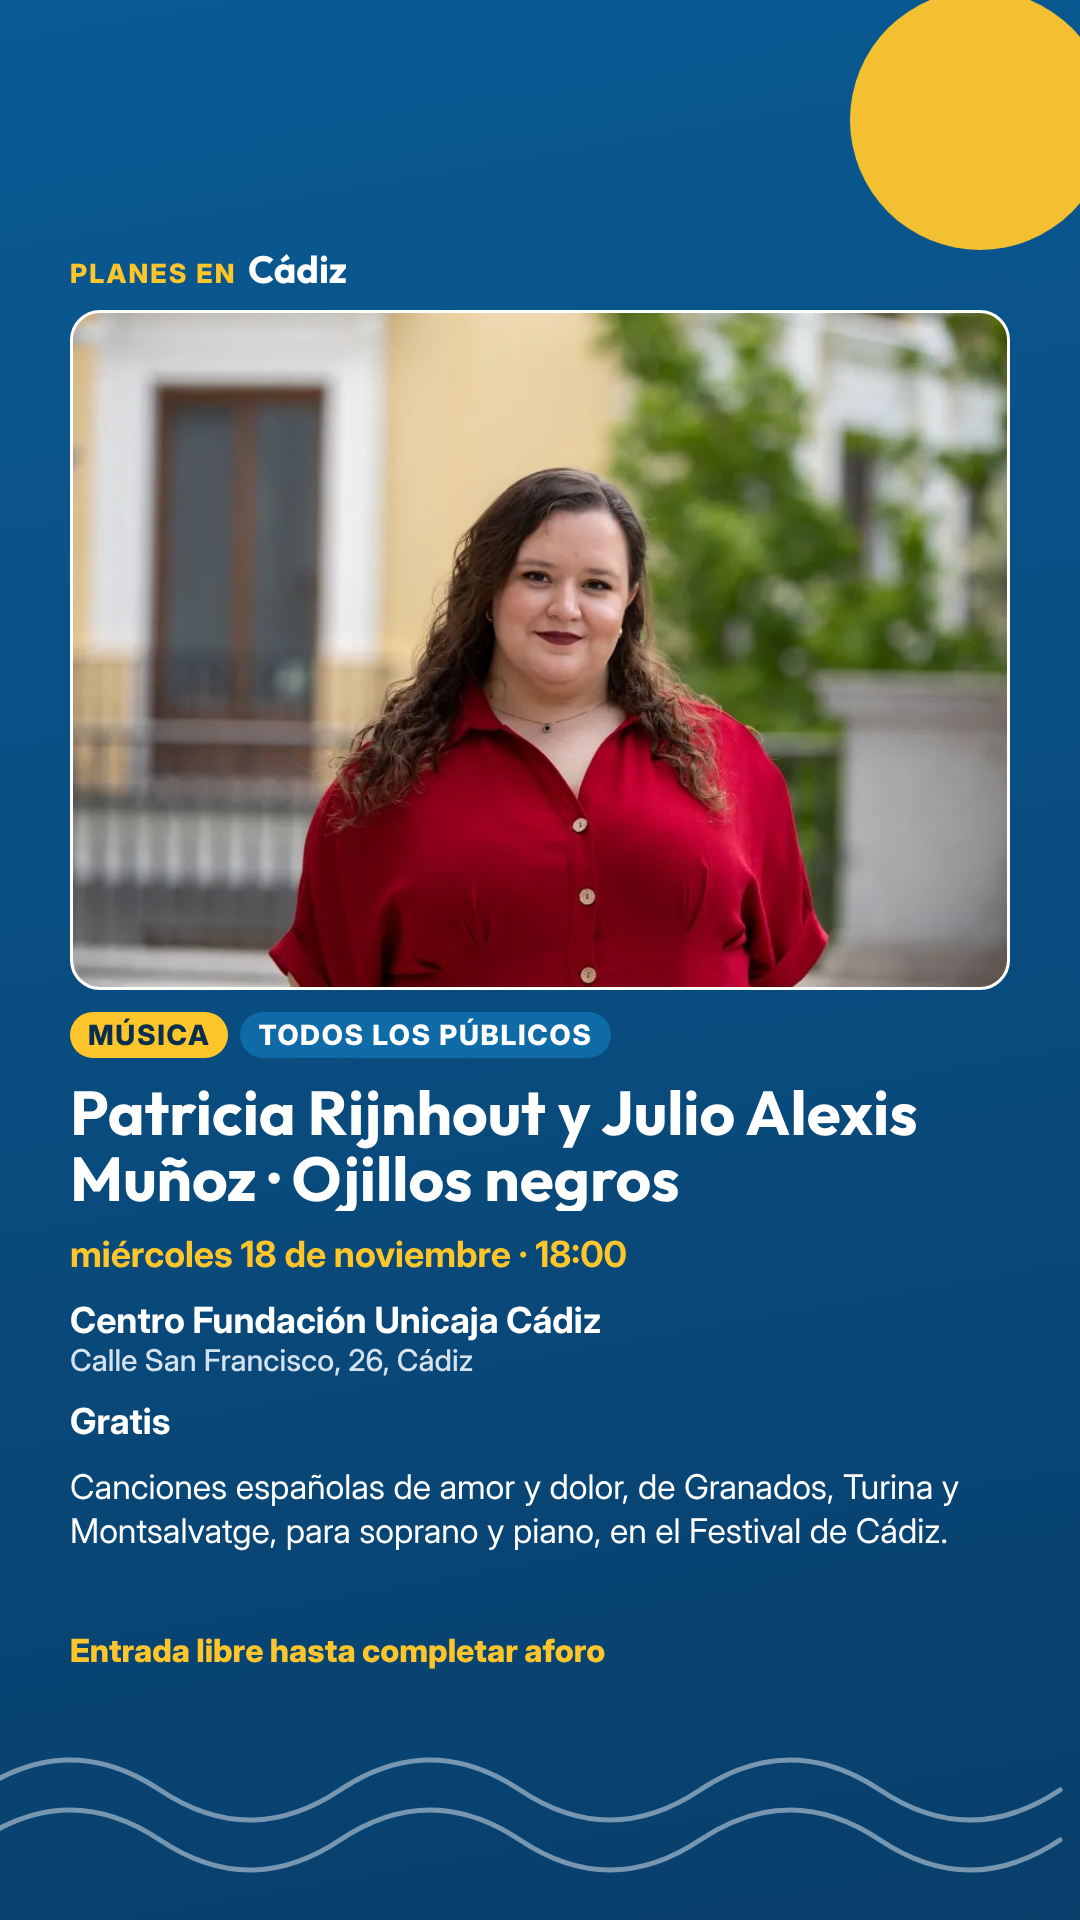 PLANES EN Cádiz
MÚSICA TODOS LOS PÚBLICOS
Patricia Rijnhout y Julio Alexis
Muñoz · Ojillos negros
miércoles 18 de noviembre · 18:00
Centro Fundación Unicaja Cádiz
Calle San Francisco, 26, Cádiz
Gratis
Canciones españolas de amor y dolor, de Granados, Turina y
Montsalvatge, para soprano y piano, en el Festival de Cádiz.
Entrada libre hasta completar aforo